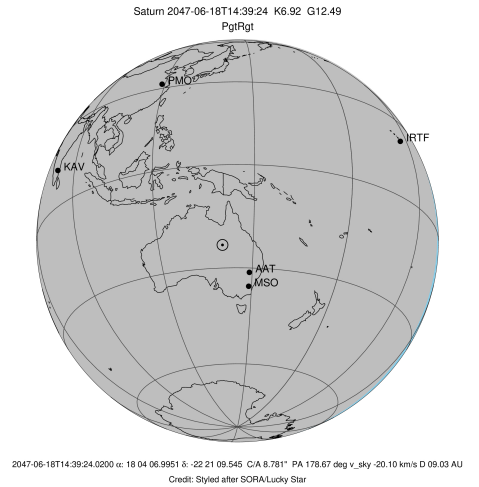 Saturn 2047-06-18T14:39:24 K6.92 G12.49
PgtRgt
PMO
IRTF
KAV
AAT
MSO
2047-06-18T14:39:24.0200 α: 18 04 06.9951 δ: -22 21 09.545 C/A 8.781" PA 178.67 deg v_sky -20.10 km/s D 09.03 AU
Credit: Styled after SORA/Lucky Star